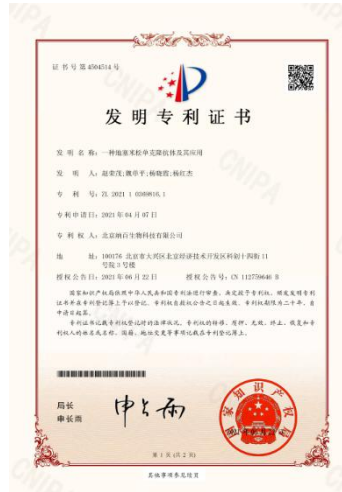 证书号第4504514号
发明专利证书
发 明 名 称：一种地塞米松单克隆抗体及其应用
发 明 人：赵荣茂;魏单平;杨晓霞;杨红杰
专 利 号：ZL 2021 1 0369816.1
专利申请日：2021年04月07日
专 利 权 人：北京纳百生物科技有限公司
地 址：100176 北京市大兴区北京经济技术开发区科创十四街11
号院3号楼
授权公告日：2021年06月22日 授权公告号：CN 112759648 B
国家知识产权局依照中华人民共和国专利法进行审查，决定授予专利权，颁发发明专利
证书并在专利登记簿上予以登记。专利权自授权公告之日起生效。专利权期限为二十年，自
申请日起算。
专利证书记载专利权登记时的法律状况。专利权的转移、质押、无效、终止、恢复和专
利权人的姓名或名称、国籍、地址变更等事项记载在专利登记簿上。
局长
申长雨
第 1 页 (共 2 页)
其他事项参见续页